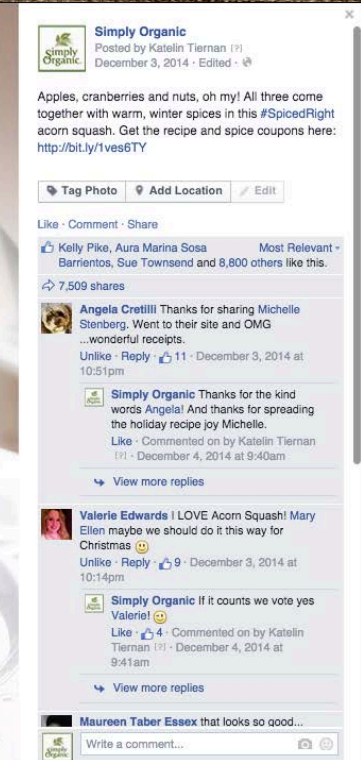 ×
Simply Organic
Simply Organic
Posted by Katelin Tiernan [?]
December 3, 2014 · Edited ·
Apples, cranberries and nuts, oh my! All three come
together with warm, winter spices in this #SpicedRight
acorn squash. Get the recipe and spice coupons here:
http://bit.ly/1ves6TY
Tag Photo Add Location Edit
Like · Comment · Share
Kelly Pike, Aura Marina Sosa Most Relevant
Barrientos, Sue Townsend and 8,800 others like this.
7,509 shares
Angela Cretilli Thanks for sharing Michelle
Stenberg. Went to their site and OMG
...wonderful receipts.
Unlike · Reply · 11 · December 3, 2014 at
10:51pm
Simply Organic Thanks for the kind
words Angela! And thanks for spreading
the holiday recipe joy Michelle.
Like · Commented on by Katelin Tiernan
[?] · December 4, 2014 at 9:40am
View more replies
Valerie Edwards I LOVE Acorn Squash! Mary
Ellen maybe we should do it this way for
Christmas
Unlike · Reply · 9 · December 3, 2014 at
10:14pm
Simply Organic If it counts we vote yes
Valerie!
Like · 4 · Commented on by Katelin
Tiernan [?] · December 4, 2014 at
9:41am
View more replies
Maureen Taber Essex that looks so good...
Write a comment...